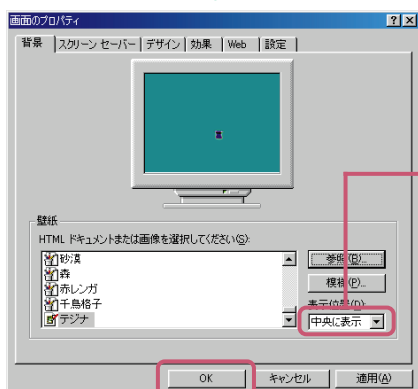 画面のプロパティ
背景 スクリーン セーバー デザイン 効果 Web 設定
壁紙
HTML ドキュメントまたは画像を選択してください(S):
砂漠
森
赤レンガ
千鳥格子
デジナ
参照(B)...
模様(P)...
表示位置(D):
中央に表示
OK キャンセル 適用(A)